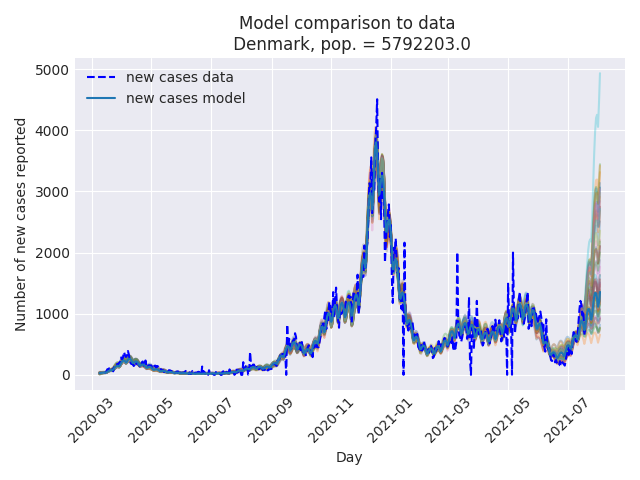 Model comparison to data
Denmark, pop. = 5792203.0
new cases data
new cases model
Number of new cases reported
5000
4000
3000
2000
1000
0
2020-03
2020-05
2020-07
2020-09
2020-11
2021-01
2021-03
2021-05
2021-07
Day